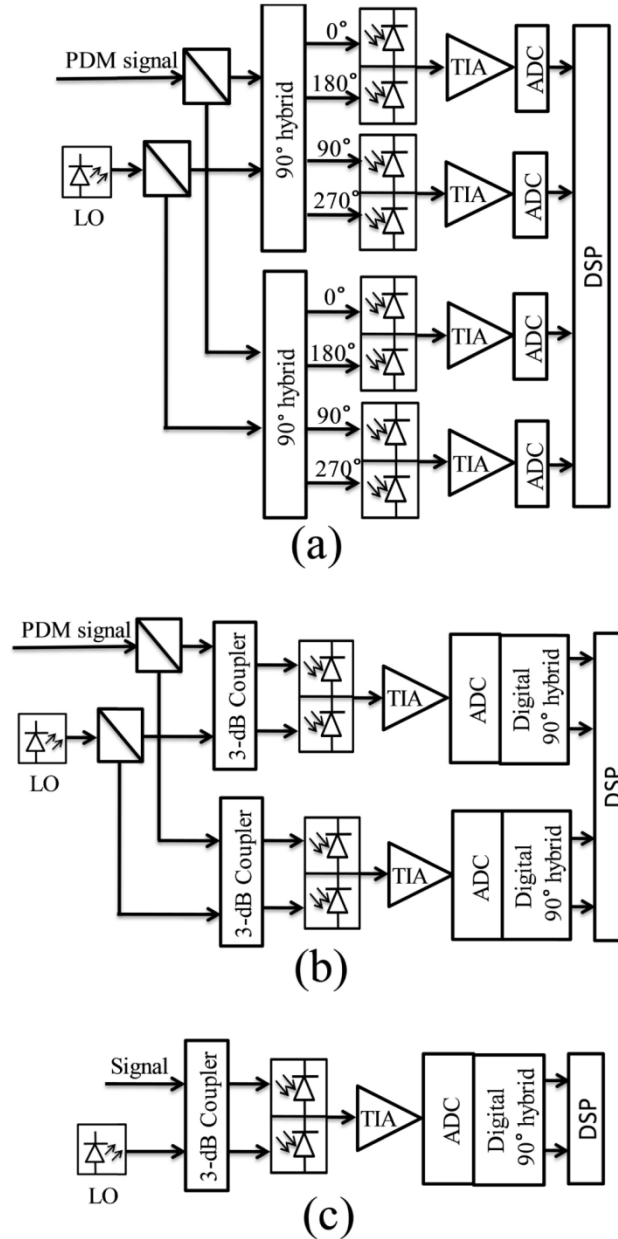 PDM signal
LO
90° hybrid
0°
180°
90°
270°
TIA
ADC
TIA
ADC
90° hybrid
0°
180°
90°
270°
TIA
ADC
TIA
ADC
DSP
(a)
PDM signal
LO
3-dB Coupler
TIA
ADC
Digital
90° hybrid
3-dB Coupler
TIA
ADC
Digital
90° hybrid
DSP
(b)
Signal
LO
3-dB Coupler
TIA
ADC
Digital
90° hybrid
DSP
(c)